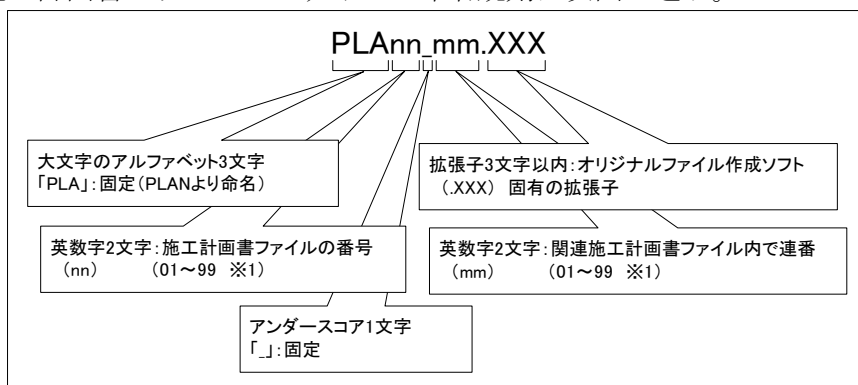 PLAnn_mm.XXX
大文字のアルファベット3文字
「PLA」:固定(PLANより命名)
拡張子3文字以内:オリジナルファイル作成ソフト
(.XXX) 固有の拡張子
英数字2文字:施工計画書ファイルの番号
(nn) (01～99 ※1)
英数字2文字:関連施工計画書ファイル内で連番
(mm) (01～99 ※1)
アンダースコア1文字
「_」:固定